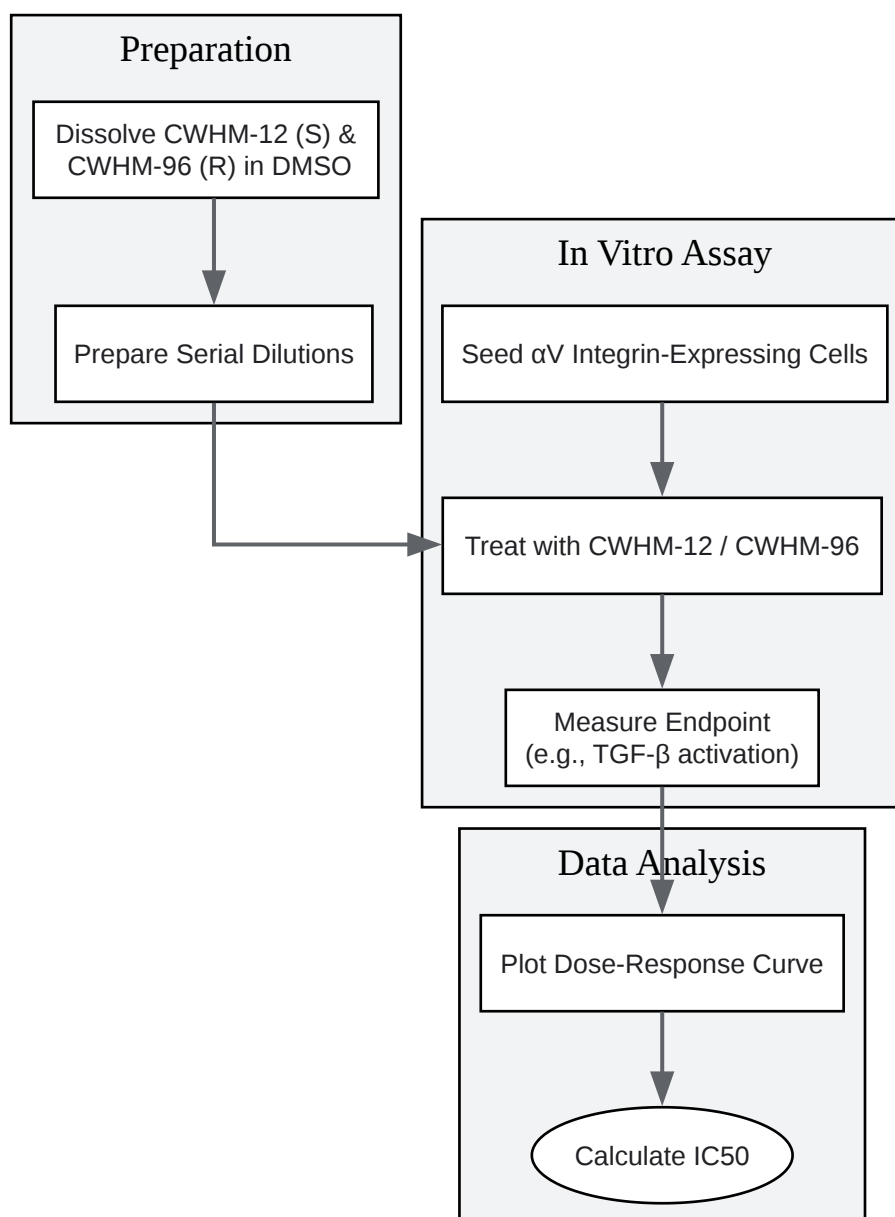 Preparation
Dissolve CWHM-12 (S) &
CWHM-96 (R) in DMSO
Prepare Serial Dilutions
In Vitro Assay
Seed αV Integrin-Expressing Cells
Treat with CWHM-12 / CWHM-96
Measure Endpoint
(e.g., TGF-β activation)
Data Analysis
Plot Dose-Response Curve
Calculate IC50